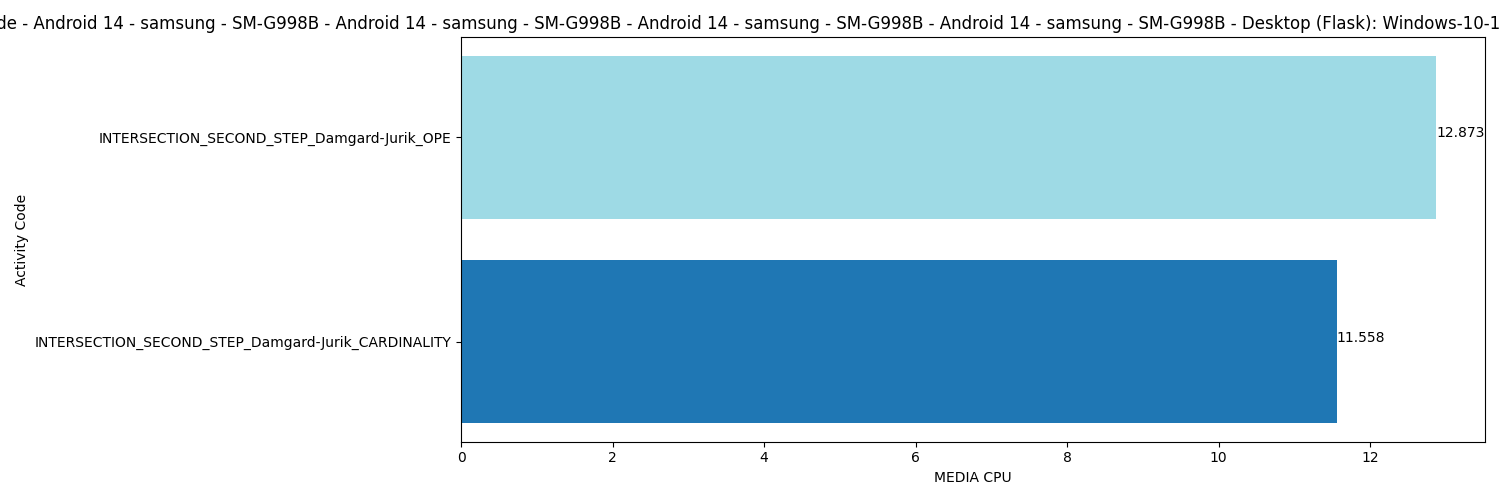 de - Android 14 - samsung - SM-G998B - Android 14 - samsung - SM-G998B - Android 14 - samsung - SM-G998B - Android 14 - samsung - SM-G998B - Desktop (Flask): Windows-10-1
INTERSECTION_SECOND_STEP_Damgard-Jurik_OPE
12.873
Activity Code
INTERSECTION_SECOND_STEP_Damgard-Jurik_CARDINALITY
11.558
0 2 4 6 8 10 12
MEDIA CPU